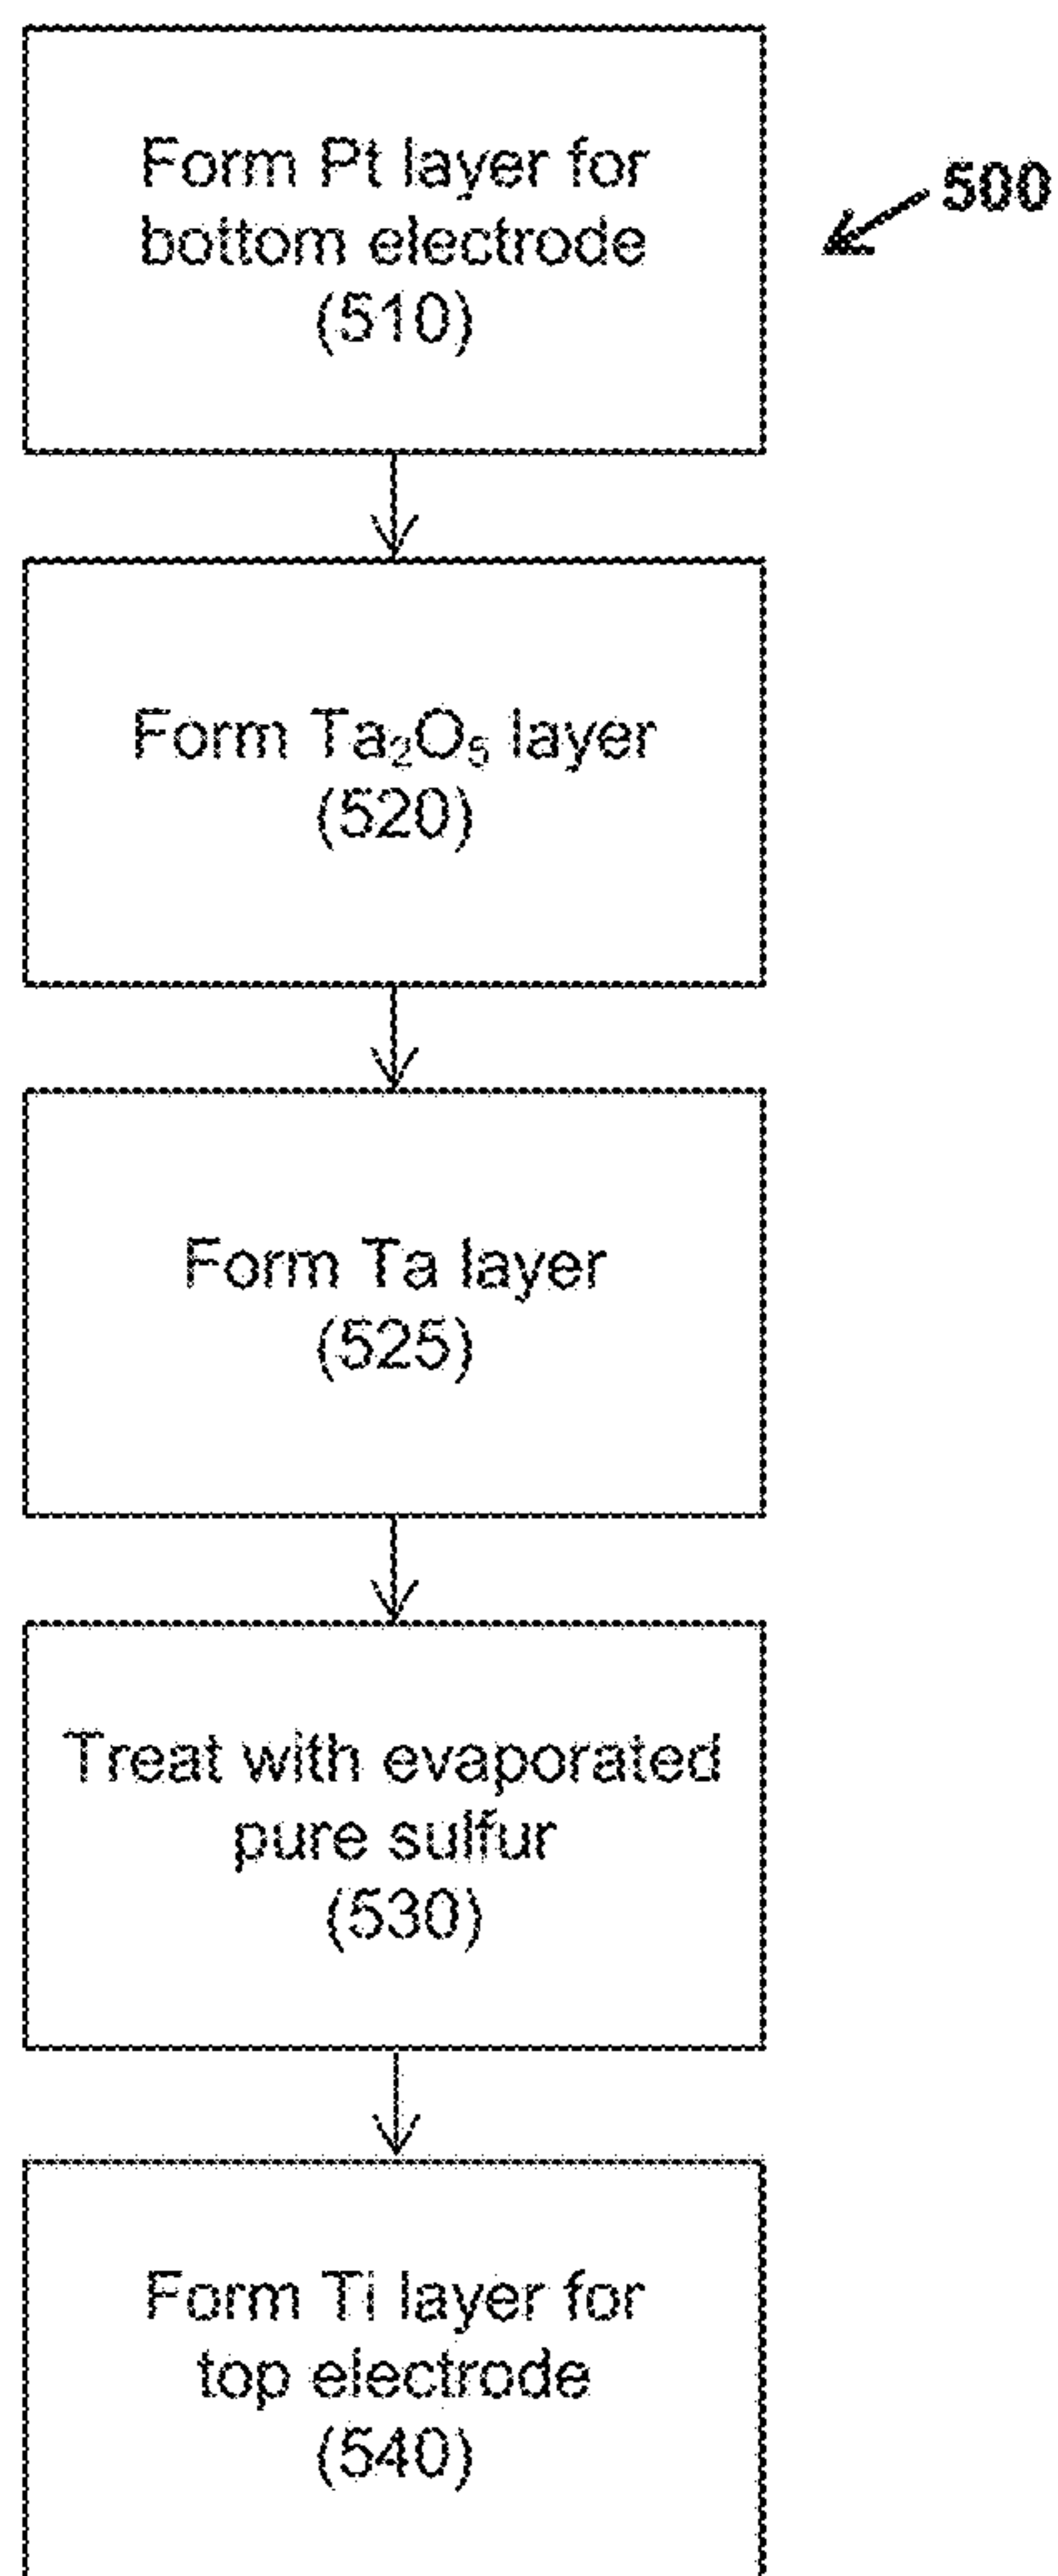 Form Pt layer for
bottom electrode
(510)
500
Form Ta₂O₅ layer
(520)
Form Ta layer
(525)
Treat with evaporated
pure sulfur
(530)
Form Ti layer for
top electrode
(540)